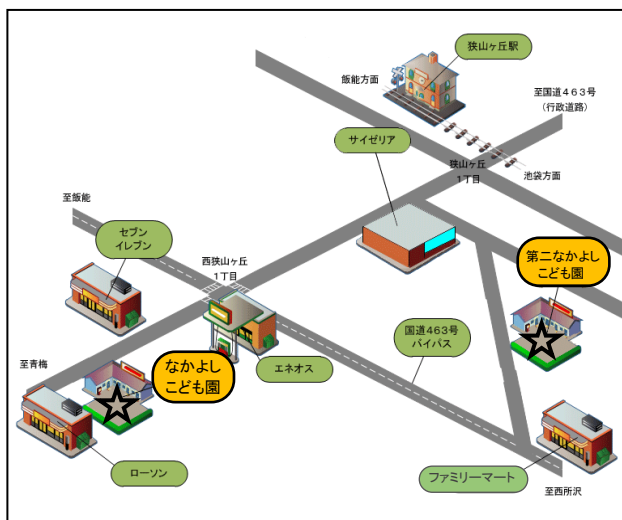 狭山ヶ丘駅
飯能方面
至国道463号
（行政道路）
サイゼリア
狭山ヶ丘
1丁目
池袋方面
至飯能
セブン
イレブン
西狭山ヶ丘
1丁目
第二なかよし
こども園
国道463号
バイパス
至青梅
なかよし
こども園
エネオス
ローソン
ファミリーマート
至西所沢